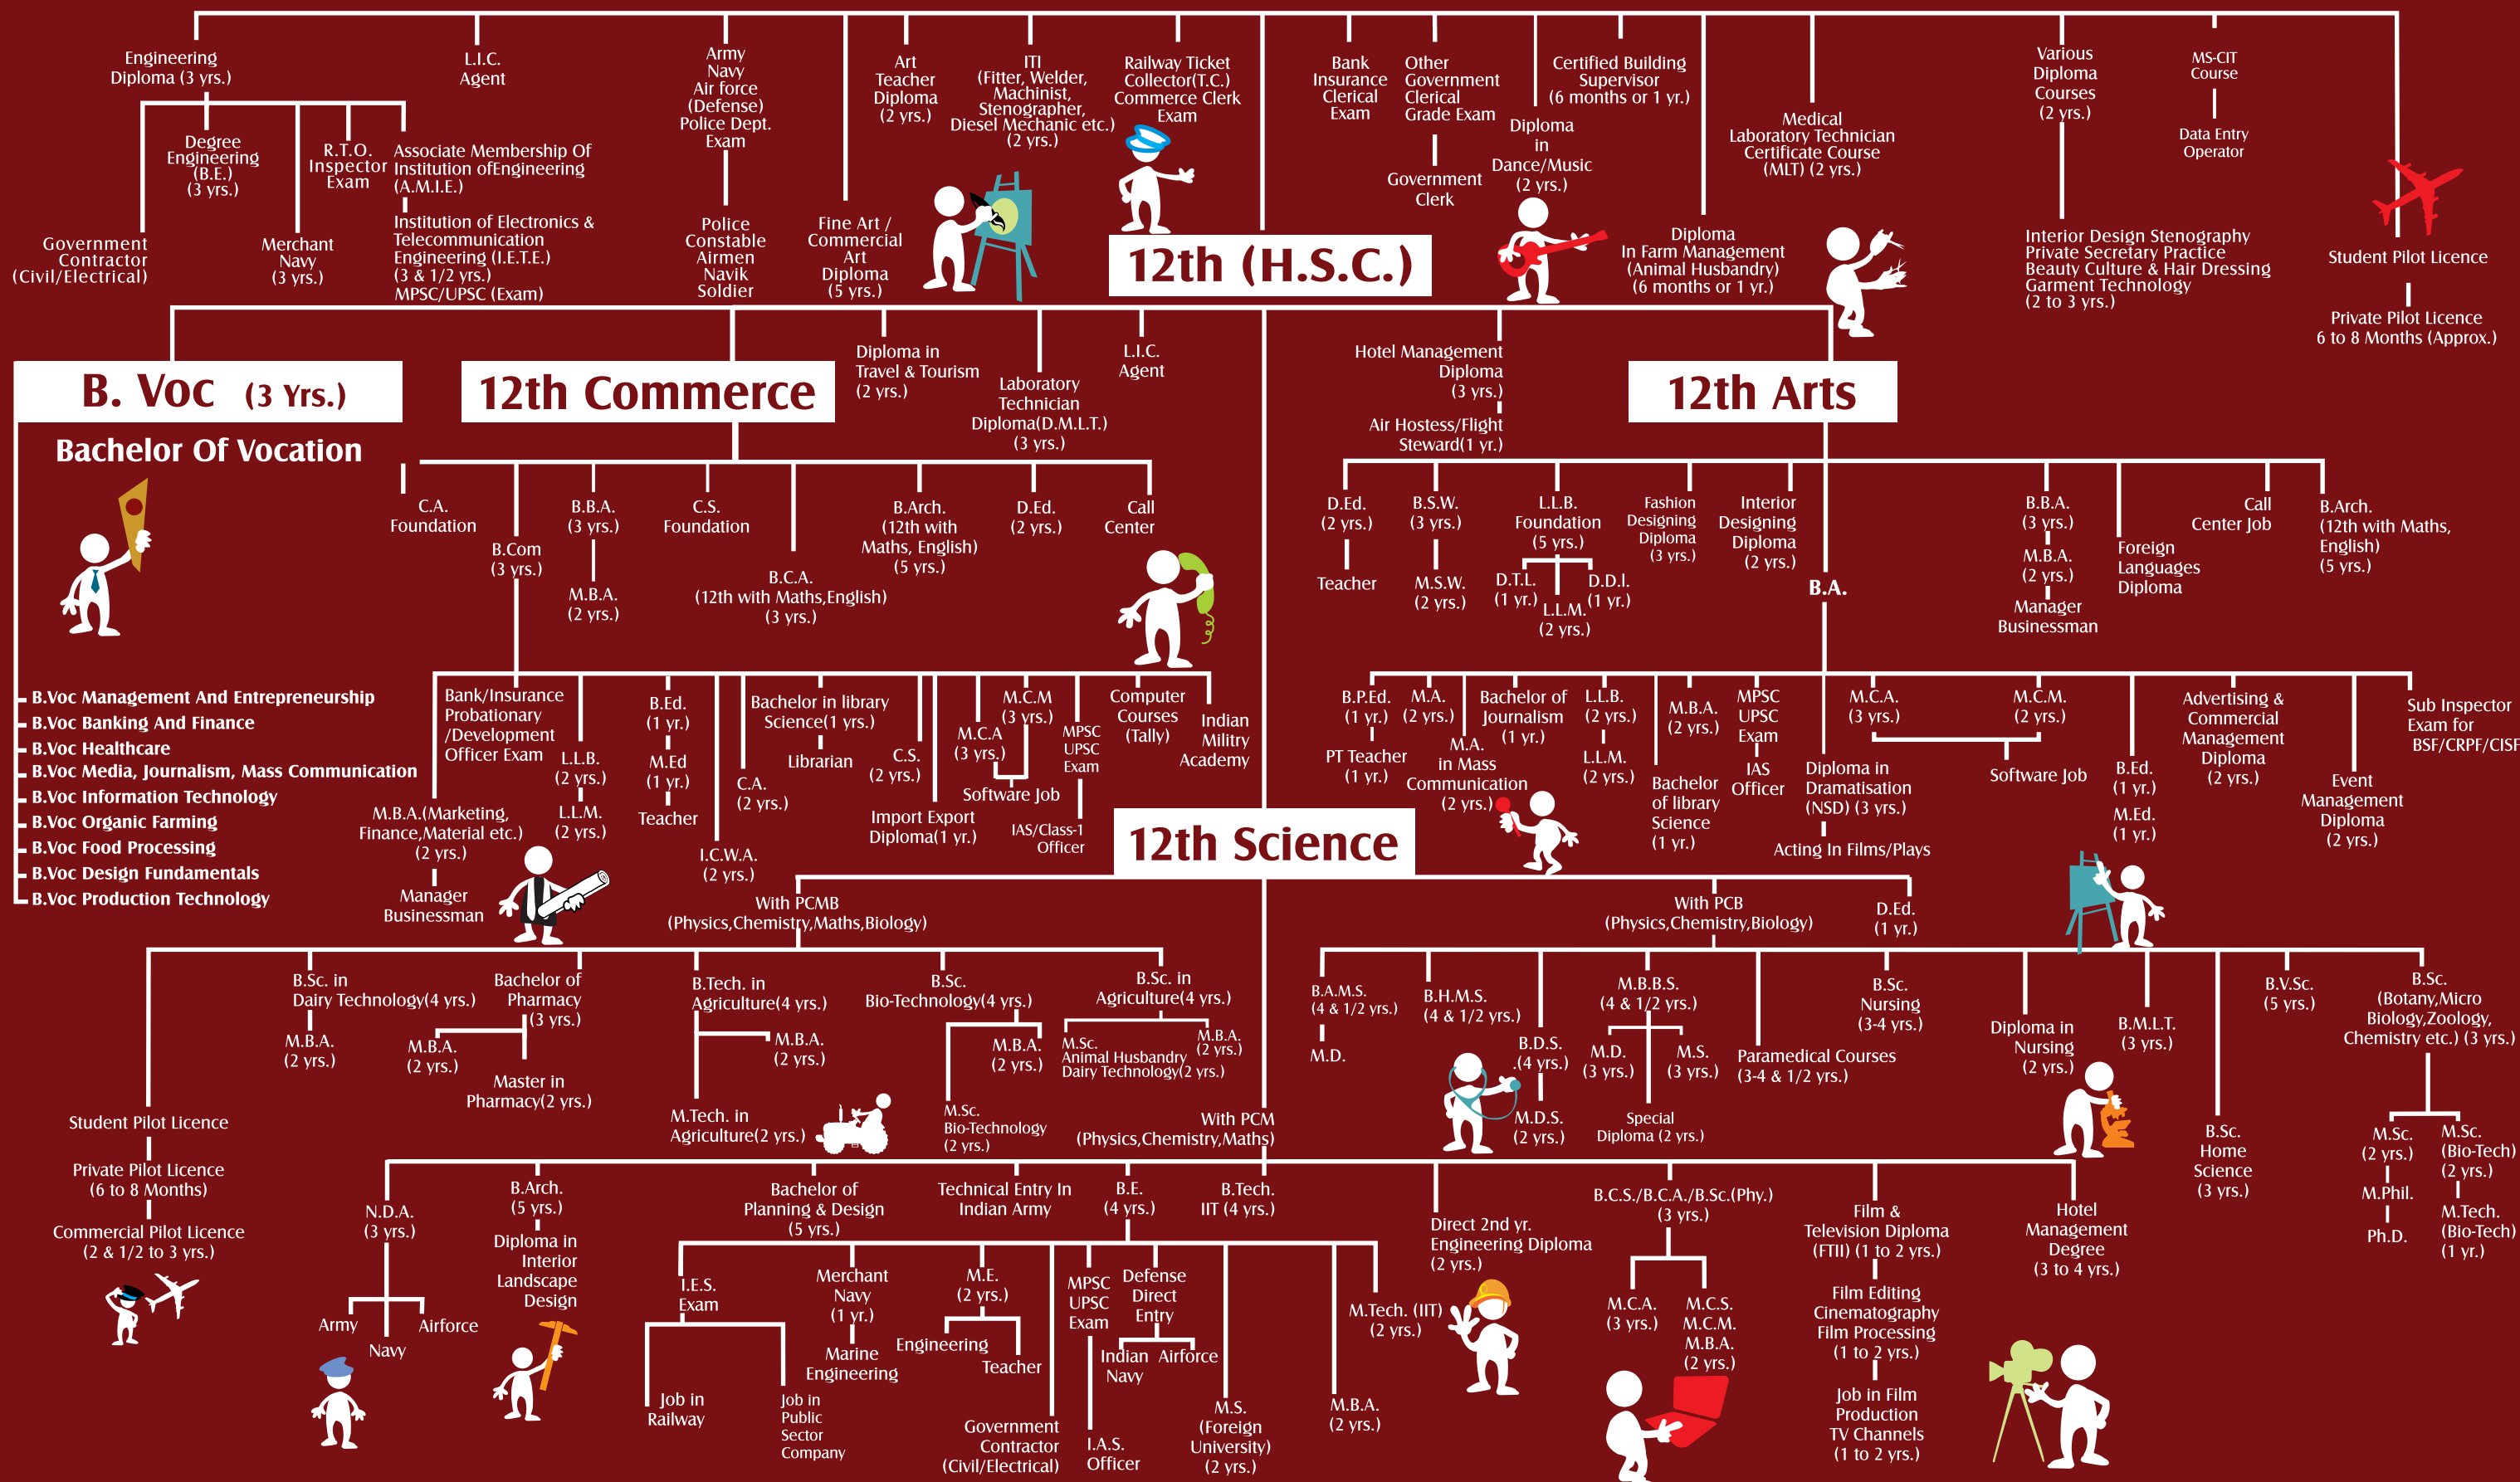 Engineering
Diploma (3 yrs.)
Government
Contractor
(Civil/Electrical)
Degree
Engineering
(B.E.)
(3 yrs.)
Merchant
Navy
(3 yrs.)
R.T.O.
Inspector
Exam
Associate Membership Of
Institution ofEngineering
(A.M.I.E.)
Institution of Electronics &
Telecommunication
Engineering (I.E.T.E.)
(3 & 1/2 yrs.)
MPSC/UPSC (Exam)
L.I.C.
Agent
Army
Navy
Air force
(Defense)
Police Dept.
Exam
Police
Constable
Airmen
Navik
Soldier
Fine Art /
Commercial
Art
Diploma
(5 yrs.)
Art
Teacher
Diploma
(2 yrs.)
ITI
(Fitter, Welder,
Machinist,
Stenographer,
Diesel Mechanic etc.)
(2 yrs.)
Railway Ticket
Collector(T.C.)
Commerce Clerk
Exam
12th (H.S.C.)
Bank
Insurance
Clerical
Exam
Other
Government
Clerical
Grade Exam
Government
Clerk
Diploma
in
Dance/Music
(2 yrs.)
Certified Building
Supervisor
(6 months or 1 yr.)
Diploma
In Farm Management
(Animal Husbandry)
(6 months or 1 yr.)
Medical
Laboratory Technician
Certificate Course
(MLT) (2 yrs.)
Various
Diploma
Courses
(2 yrs.)
Interior Design Stenography
Private Secretary Practice
Beauty Culture & Hair Dressing
Garment Technology
(2 to 3 yrs.)
MS-CIT
Course
Data Entry
Operator
Student Pilot Licence
Private Pilot Licence
6 to 8 Months (Approx.)
B. Voc (3 Yrs.)
Bachelor Of Vocation
B.Voc Management And Entrepreneurship
B.Voc Banking And Finance
B.Voc Healthcare
B.Voc Media, Journalism, Mass Communication
B.Voc Information Technology
B.Voc Organic Farming
B.Voc Food Processing
B.Voc Design Fundamentals
B.Voc Production Technology
12th Commerce
Diploma in
Travel & Tourism
(2 yrs.)
Laboratory
Technician
Diploma(D.M.L.T.)
(3 yrs.)
L.I.C.
Agent
Hotel Management
Diploma
(3 yrs.)
Air Hostess/Flight
Steward(1 yr.)
12th Arts
C.A.
Foundation
B.Com
(3 yrs.)
B.B.A.
(3 yrs.)
M.B.A.
(2 yrs.)
C.S.
Foundation
B.C.A.
(12th with Maths,English)
(3 yrs.)
B.Arch.
(12th with
Maths, English)
(5 yrs.)
D.Ed.
(2 yrs.)
Call
Center
M.B.A.(Marketing,
Finance,Material etc.)
(2 yrs.)
Manager
Businessman
Bank/Insurance
Probationary
/Development
Officer Exam
L.L.B.
(2 yrs.)
L.L.M.
(2 yrs.)
B.Ed.
(1 yr.)
M.Ed
(1 yr.)
Teacher
I.C.W.A.
(2 yrs.)
C.A.
(2 yrs.)
Bachelor in library
Science(1 yrs.)
Librarian
C.S.
(2 yrs.)
Import Export
Diploma(1 yr.)
M.C.A
(3 yrs.)
M.C.M
(3 yrs.)
Software Job
MPSC
UPSC
Exam
IAS/Class-1
Officer
Computer
Courses
(Tally)
Indian
Militry
Academy
D.Ed.
(2 yrs.)
Teacher
B.S.W.
(3 yrs.)
M.S.W.
(2 yrs.)
L.L.B.
Foundation
(5 yrs.)
D.T.L.
(1 yr.)
L.L.M.
(2 yrs.)
D.D.l.
(1 yr.)
Fashion
Designing
Diploma
(3 yrs.)
Interior
Designing
Diploma
(2 yrs.)
B.A.
B.B.A.
(3 yrs.)
M.B.A.
(2 yrs.)
Manager
Businessman
Foreign
Languages
Diploma
Call
Center Job
B.Arch.
(12th with Maths,
English)
(5 yrs.)
B.P.Ed.
(1 yr.)
PT Teacher
(1 yr.)
M.A.
(2 yrs.)
M.A.
in Mass
Communication
(2 yrs.)
Bachelor of
Journalism
(1 yr.)
L.L.B.
(2 yrs.)
L.L.M.
(2 yrs.)
Bachelor
of library
Science
(1 yr.)
M.B.A.
(2 yrs.)
MPSC
UPSC
Exam
IAS
Officer
Diploma in
Dramatisation
(NSD) (3 yrs.)
Acting In Films/Plays
M.C.A.
(3 yrs.)
M.C.M.
(2 yrs.)
Software Job
B.Ed.
(1 yr.)
M.Ed.
(1 yr.)
Advertising &
Commercial
Management
Diploma
(2 yrs.)
Event
Management
Diploma
(2 yrs.)
Sub Inspector
Exam for
BSF/CRPF/CISF
12th Science
With PCMB
(Physics,Chemistry,Maths,Biology)
With PCB
(Physics,Chemistry,Biology)
D.Ed.
(1 yr.)
Student Pilot Licence
Private Pilot Licence
(6 to 8 Months)
Commercial Pilot Licence
(2 & 1/2 to 3 yrs.)
B.Sc. in
Dairy Technology(4 yrs.)
M.B.A.
(2 yrs.)
Bachelor of
Pharmacy
(3 yrs.)
M.B.A.
(2 yrs.)
Master in
Pharmacy(2 yrs.)
B.Tech. in
Agriculture(4 yrs.)
M.B.A.
(2 yrs.)
M.Tech. in
Agriculture(2 yrs.)
B.Sc.
Bio-Technology(4 yrs.)
M.B.A.
(2 yrs.)
M.Sc.
Bio-Technology
(2 yrs.)
B.Sc. in
Agriculture(4 yrs.)
M.Sc.
Animal Husbandry
Dairy Technology(2 yrs.)
M.B.A.
(2 yrs.)
With PCM
(Physics,Chemistry,Maths)
B.A.M.S.
(4 & 1/2 yrs.)
M.D.
B.H.M.S.
(4 & 1/2 yrs.)
B.D.S.
.(4 yrs.)
M.D.S.
(2 yrs.)
M.B.B.S.
(4 & 1/2 yrs.)
M.D.
(3 yrs.)
M.S.
(3 yrs.)
Special
Diploma (2 yrs.)
Paramedical Courses
(3-4 & 1/2 yrs.)
B.Sc.
Nursing
(3-4 yrs.)
Diploma in
Nursing
(2 yrs.)
B.M.L.T.
(3 yrs.)
B.Sc.
Home
Science
(3 yrs.)
B.V.Sc.
(5 yrs.)
B.Sc.
(Botany,Micro
Biology,Zoology,
Chemistry etc.) (3 yrs.)
M.Sc.
(2 yrs.)
M.Phil.
Ph.D.
M.Sc.
(Bio-Tech)
(2 yrs.)
M.Tech.
(Bio-Tech)
(1 yr.)
N.D.A.
(3 yrs.)
Army
Navy
Airforce
B.Arch.
(5 yrs.)
Diploma in
Interior
Landscape
Design
Bachelor of
Planning & Design
(5 yrs.)
Technical Entry In
Indian Army
B.E.
(4 yrs.)
B.Tech.
IIT (4 yrs.)
I.E.S.
Exam
Job in
Railway
Job in
Public
Sector
Company
Merchant
Navy
(1 yr.)
Marine
Engineering
M.E.
(2 yrs.)
Engineering
Teacher
Government
Contractor
(Civil/Electrical)
MPSC
UPSC
Exam
I.A.S.
Officer
Defense
Direct
Entry
Indian
Navy
Airforce
M.S.
(Foreign
University)
(2 yrs.)
M.B.A.
(2 yrs.)
M.Tech. (IIT)
(2 yrs.)
Direct 2nd yr.
Engineering Diploma
(2 yrs.)
B.C.S./B.C.A./B.Sc.(Phy.)
(3 yrs.)
M.C.A.
(3 yrs.)
M.C.S.
M.C.M.
M.B.A.
(2 yrs.)
Film &
Television Diploma
(FTII) (1 to 2 yrs.)
Film Editing
Cinematography
Film Processing
(1 to 2 yrs.)
Job in Film
Production
TV Channels
(1 to 2 yrs.)
Hotel
Management
Degree
(3 to 4 yrs.)